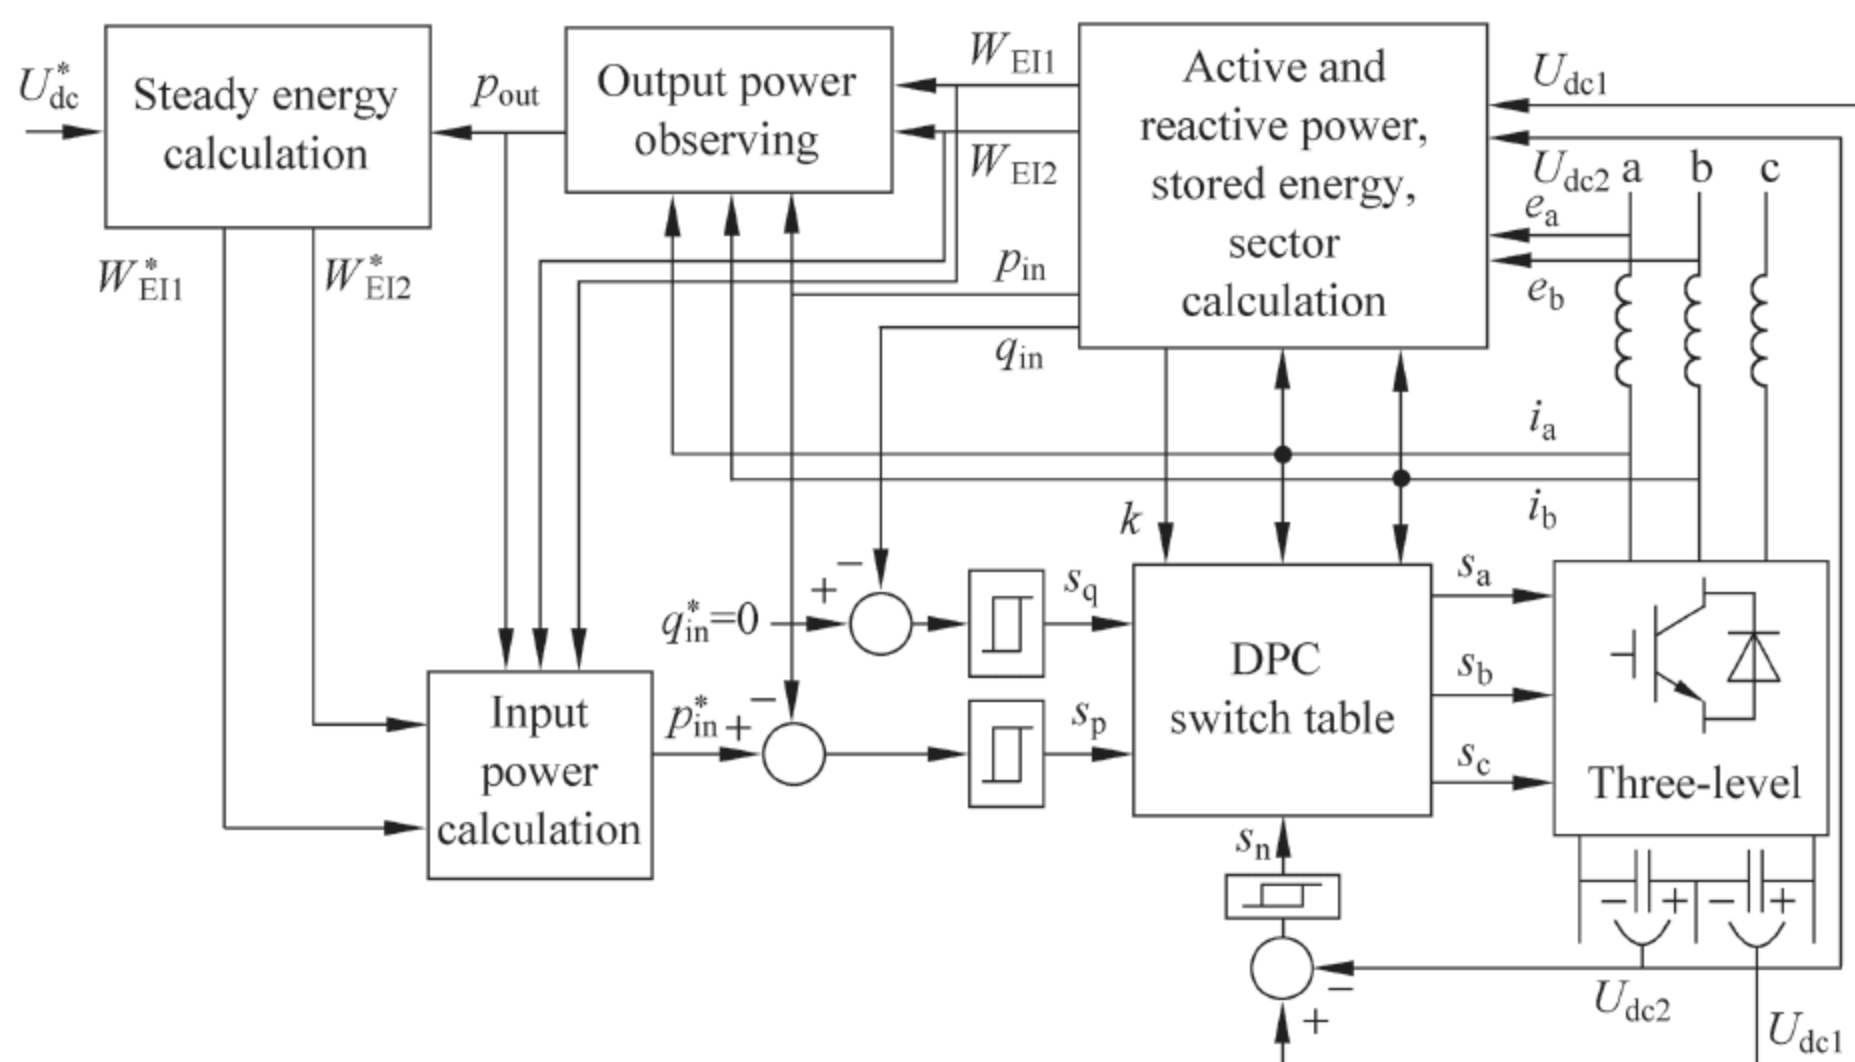 U*dc
Steady energy
calculation
pout
Output power
observing
WEI1
WEI2
Active and
reactive power,
stored energy,
sector
calculation
Udc1
Udc2
a b c
ea
eb
W*EI1
W*EI2
pin
qin
ia
ib
k
q*in=0
+
−
sq
DPC
switch table
sa
sb
sc
Three-level
Input
power
calculation
p*in
+
−
sp
sn
− + − +
−
+
Udc2
Udc1